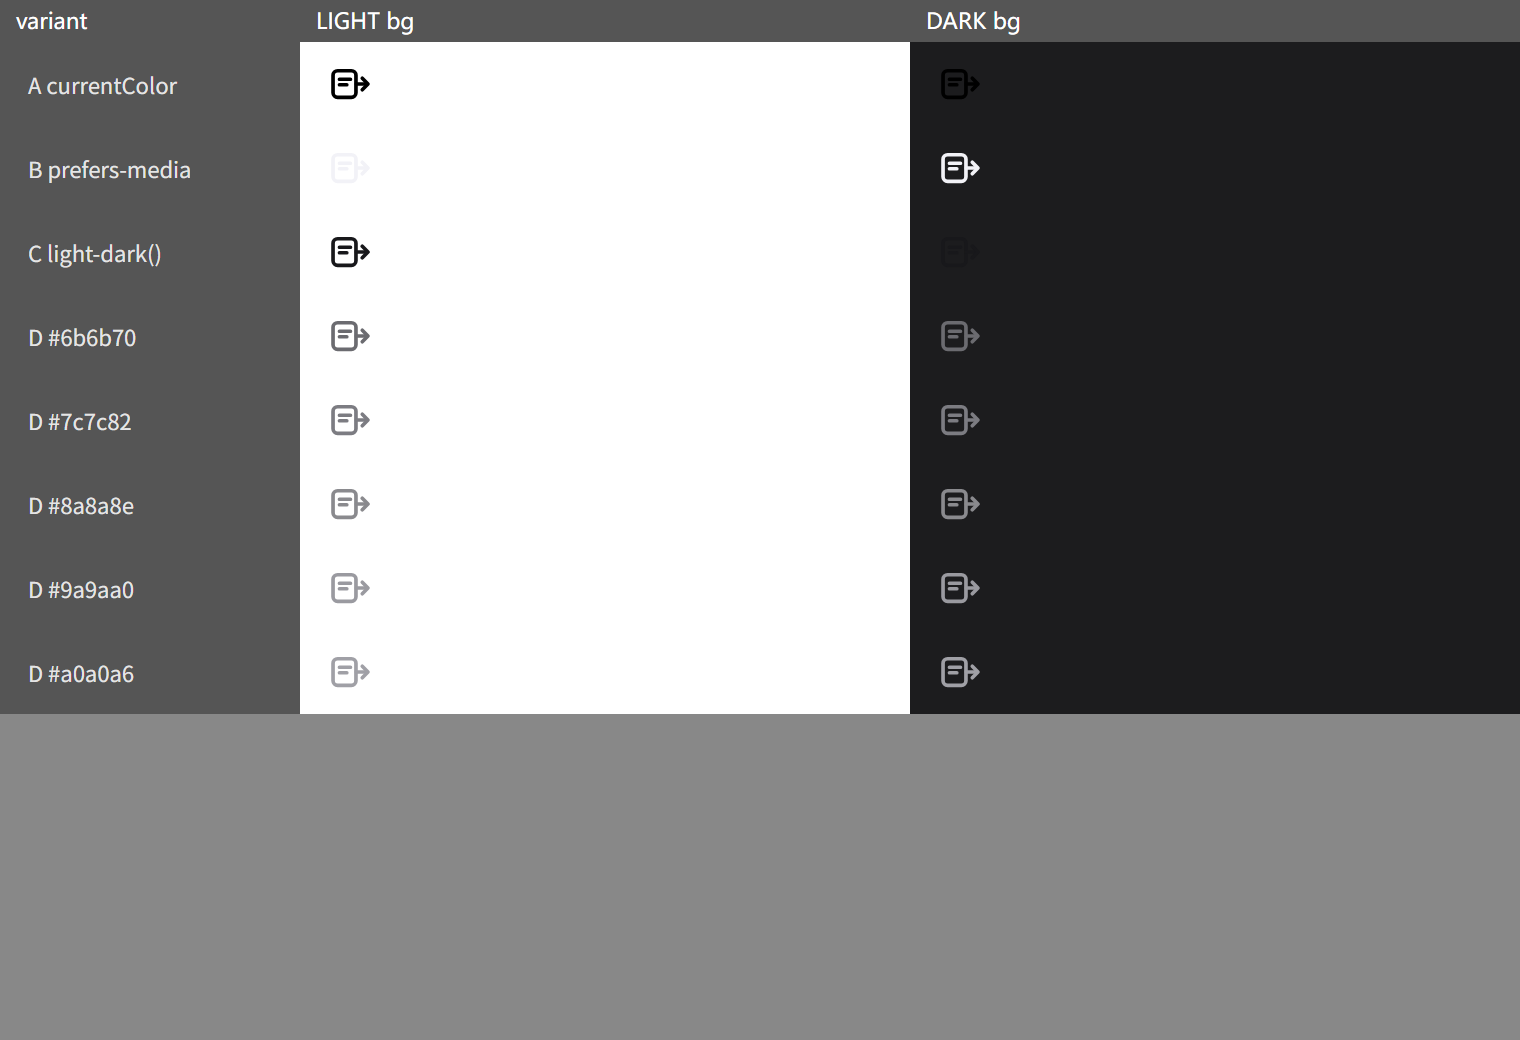 variant
LIGHT bg
DARK bg
A currentColor
B prefers-media
C light-dark()
D #6b6b70
D #7c7c82
D #8a8a8e
D #9a9aa0
D #a0a0a6